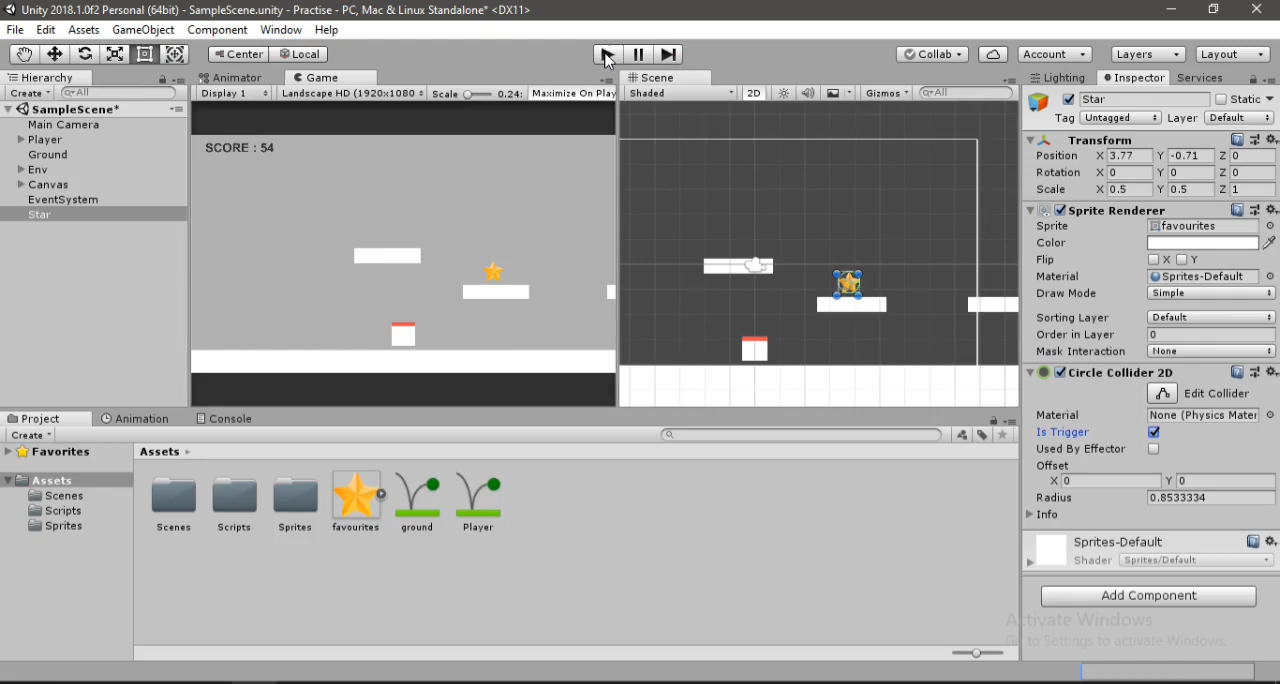 Unity 2018.1.0f2 Personal (64bit) - SampleScene.unity - Practise - PC, Mac & Linux Standalone* <DX11>
File Edit Assets GameObject Component Window Help
Center Local Collab Account Layers Layout
Hierarchy Animator Game Scene Lighting Inspector Services
Create All Display 1 Landscape HD (1920x1080 Scale 0.24: Maximize On Play Shaded 2D Gizmos All Star Static
SampleScene*
Main Camera
Player
Ground
Env
Canvas
EventSystem
Star
SCORE : 54
Tag Untagged Layer Default
Transform
Position X 3.77 Y -0.71 Z 0
Rotation X 0 Y 0 Z 0
Scale X 0.5 Y 0.5 Z 1
Sprite Renderer
Sprite favourites
Color
Flip X Y
Material Sprites-Default
Draw Mode Simple
Sorting Layer Default
Order in Layer 0
Mask Interaction None
Circle Collider 2D
Edit Collider
Material None (Physics Mater
Is Trigger
Used By Effector
Offset
X 0 Y 0
Radius 0.8533334
Info
Sprites-Default
Shader Sprites/Default
Add Component
Activate Windows
Go to Settings to activate Windows.
Project Animation Console
Create
Favorites
Assets
Scenes
Scripts
Sprites
Assets
Scenes Scripts Sprites favourites ground Player